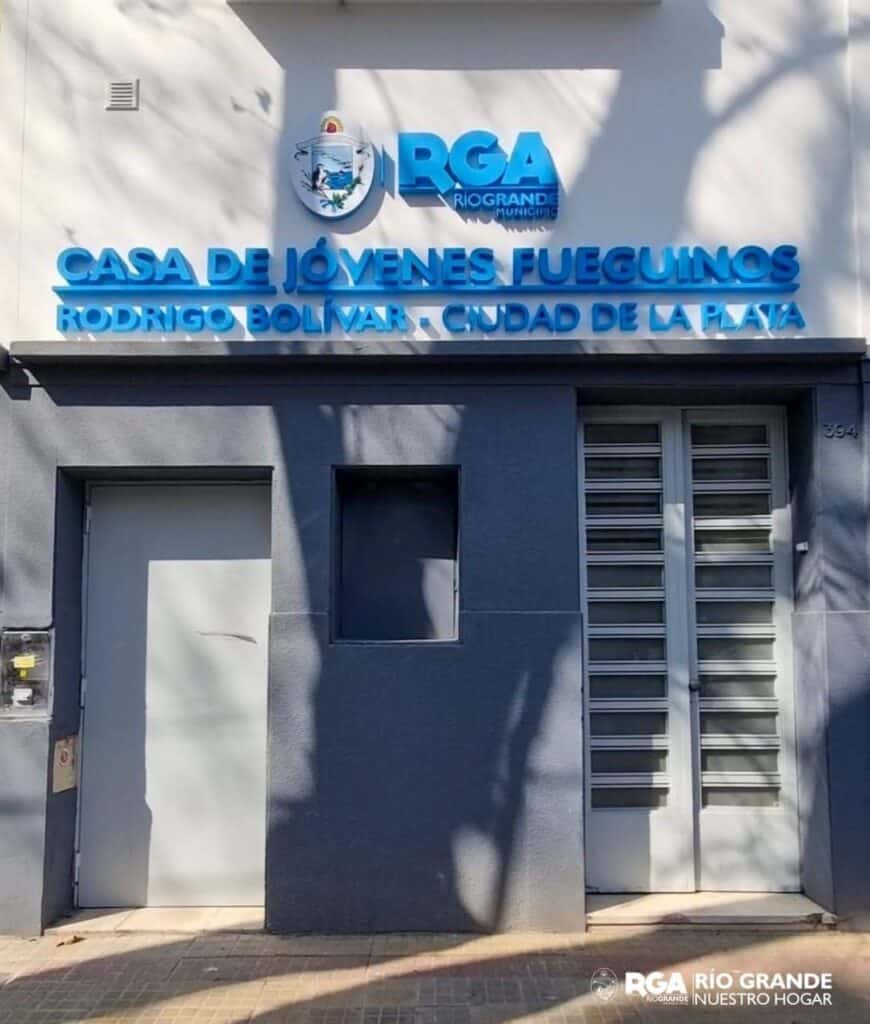 RGA
RIOGRANDE
MUNICIPIO
CASA DE JÓVENES FUEGUINOS
RODRIGO BOLÍVAR · CIUDAD DE LA PLATA
394
RGA RÍO GRANDE
RIOGRANDE NUESTRO HOGAR